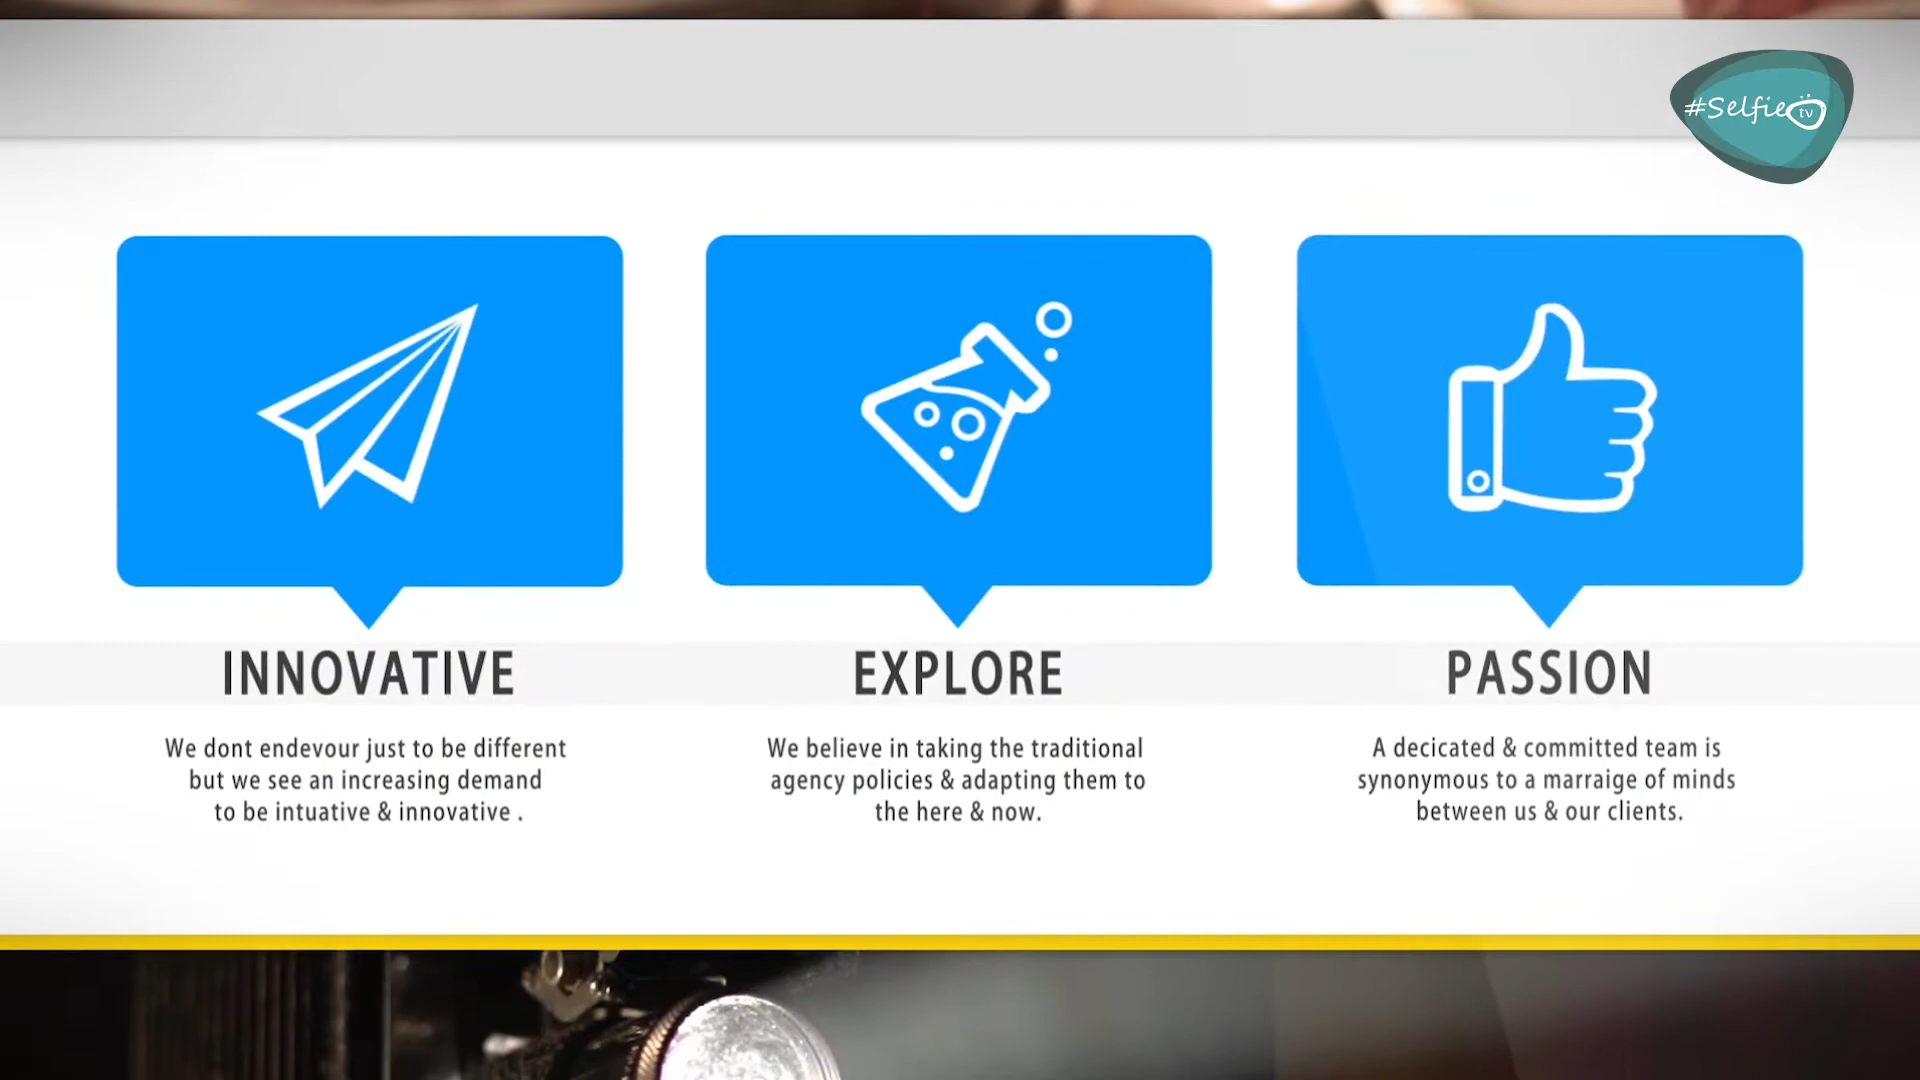 #Selfie tv
INNOVATIVE
We dont endevour just to be different
but we see an increasing demand
to be intuative & innovative .
EXPLORE
We believe in taking the traditional
agency policies & adapting them to
the here & now.
PASSION
A decicated & committed team is
synonymous to a marraige of minds
between us & our clients.